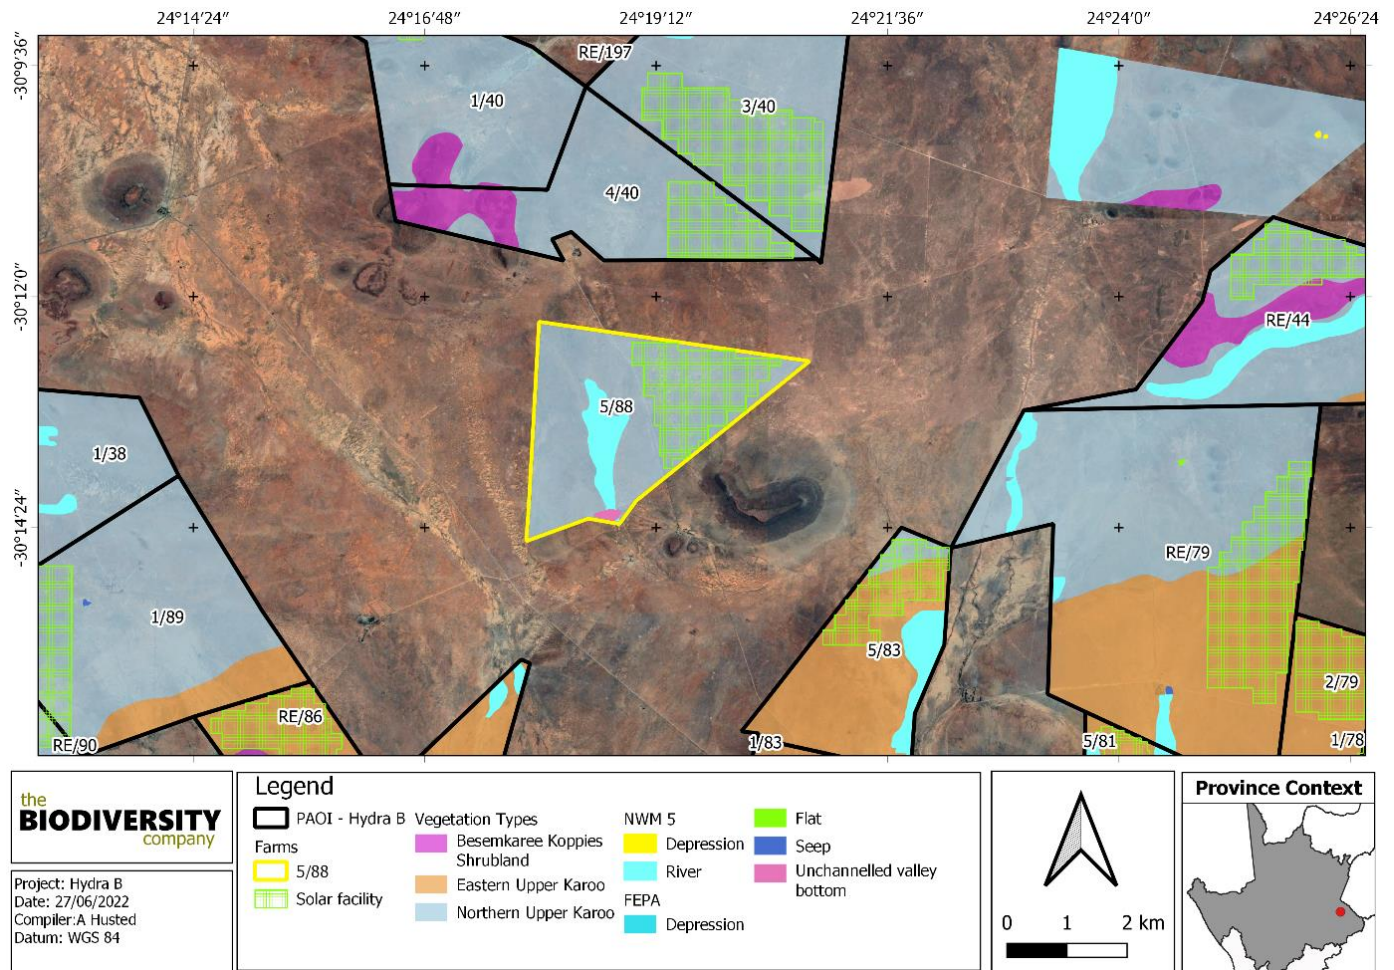 24°14′24″ 24°16′48″ 24°19′12″ 24°21′36″ 24°24′0″ 24°26′24
-30°9′36″
-30°12′0″
-30°14′24″
RE/197
1/40
3/40
4/40
RE/44
5/88
1/38
RE/79
1/89
5/83
2/79
RE/86
RE/90
1/83
5/81
1/78
the
BIODIVERSITY
company
Project: Hydra B
Date: 27/06/2022
Compiler:A Husted
Datum: WGS 84
Legend
PAOI - Hydra B
Farms
5/88
Solar facility
Vegetation Types
Besemkaree Koppies
Shrubland
Eastern Upper Karoo
Northern Upper Karoo
NWM 5
Depression
River
FEPA
Depression
Flat
Seep
Unchannelled valley
bottom
0 1 2 km
Province Context